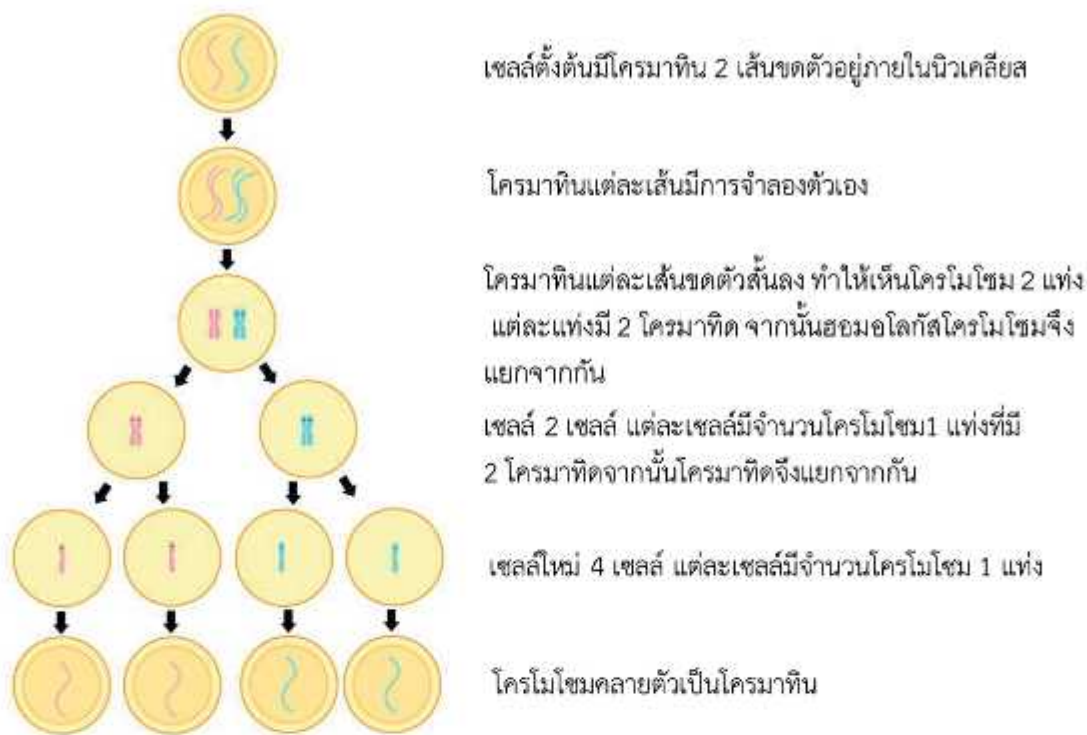 เซลล์ตั้งต้นมีโครมาทิน 2 เส้นขดตัวอยู่ภายในนิวเคลียส
โครมาทินแต่ละเส้นมีการจำลองตัวเอง
โครมาทินแต่ละเส้นขดตัวสั้นลง ทำให้เห็นโครโมโซม 2 แท่ง
แต่ละแท่งมี 2 โครมาทิด จากนั้นฮอมอโลกัสโครโมโซมจึง
แยกจากกัน
เซลล์ 2 เซลล์ แต่ละเซลล์มีจำนวนโครโมโซม1 แท่งที่มี
2 โครมาทิดจากนั้นโครมาทิดจึงแยกจากกัน
เซลล์ใหม่ 4 เซลล์ แต่ละเซลล์มีจำนวนโครโมโซม 1 แท่ง
โครโมโซมคลายตัวเป็นโครมาทิน